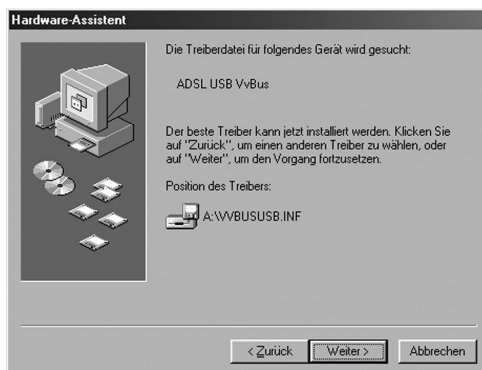 Hardware-Assistent
Die Treiberdatei für folgendes Gerät wird gesucht:
ADSL USB VvBus
Der beste Treiber kann jetzt installiert werden. Klicken Sie
auf "Zurück", um einen anderen Treiber zu wählen, oder
auf "Weiter", um den Vorgang fortzusetzen.
Position des Treibers:
A:\VVBUSUSB.INF
< Zurück
Weiter >
Abbrechen